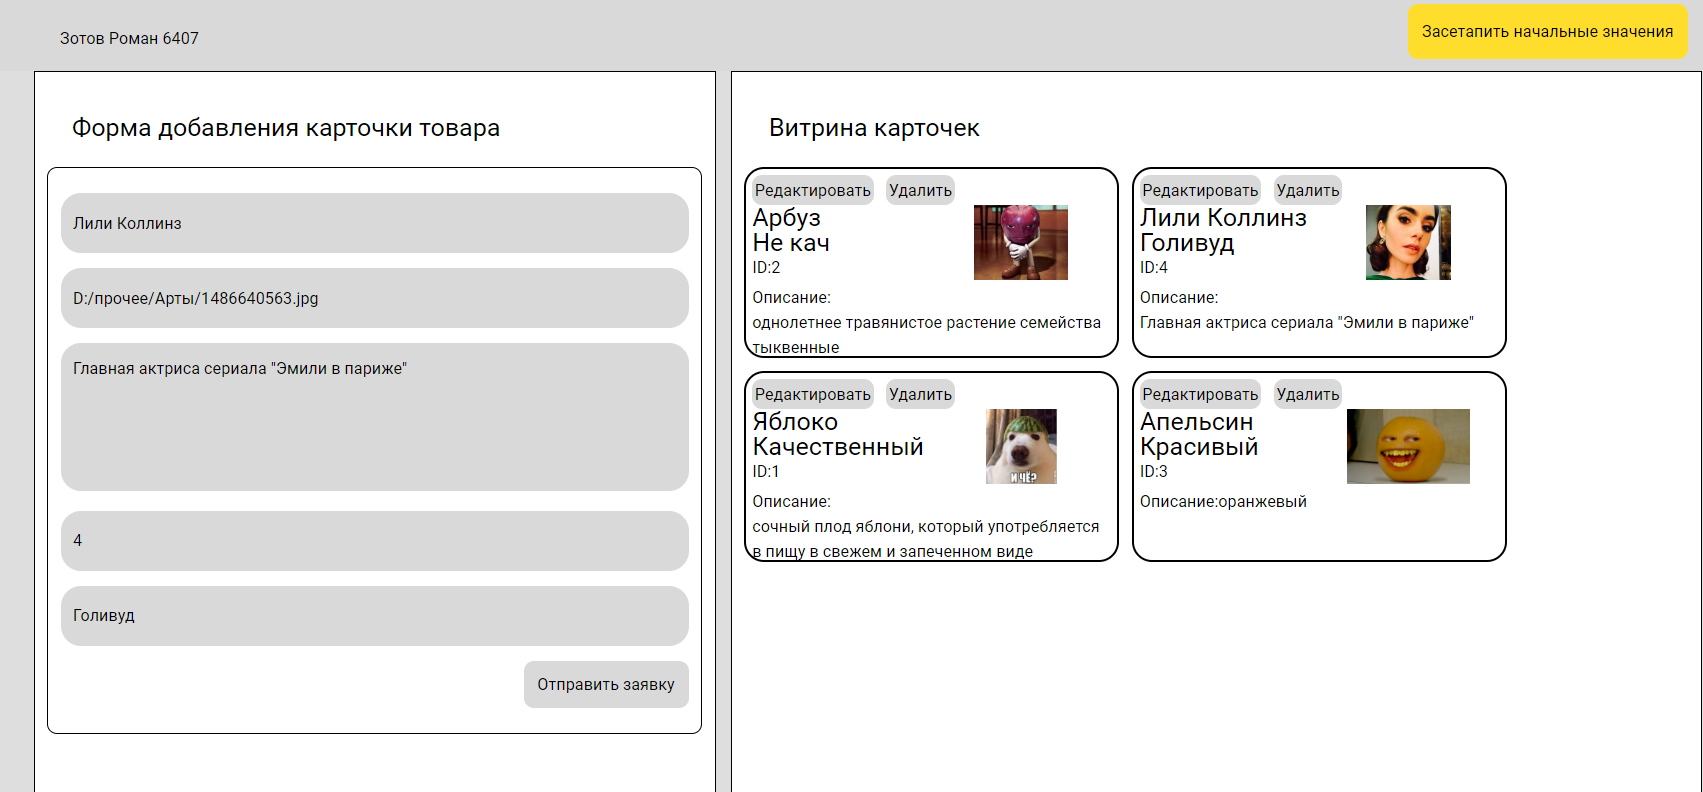 Зотов Роман 6407
Засетапить начальные значения
Форма добавления карточки товара
Лили Коллинз
D:/прочее/Арты/1486640563.jpg
Главная актриса сериала "Эмили в париже"
4
Голивуд
Отправить заявку
Витрина карточек
Редактировать Удалить
Арбуз
Не кач
ID:2
Описание:
однолетнее травянистое растение семейства
тыквенные
Редактировать Удалить
Лили Коллинз
Голивуд
ID:4
Описание:
Главная актриса сериала "Эмили в париже"
Редактировать Удалить
Яблоко
Качественный
ID:1
И ЧЁ?
Описание:
сочный плод яблони, который употребляется
в пищу в свежем и запеченном виде
Редактировать Удалить
Апельсин
Красивый
ID:3
Описание:оранжевый